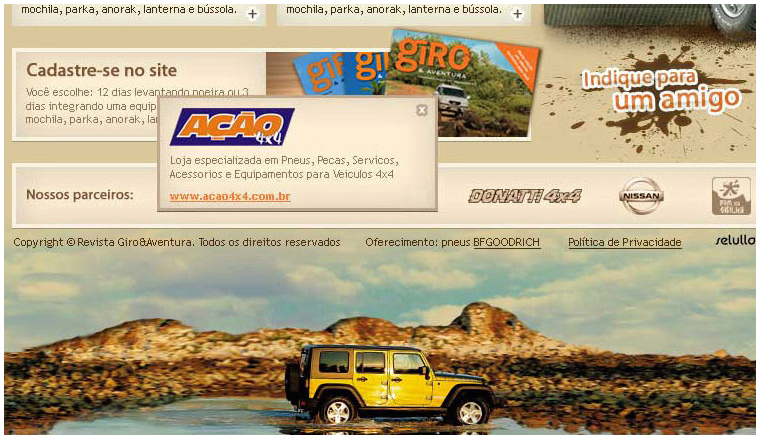 mochila, parka, anorak, lanterna e bússola.
mochila, parka, anorak, lanterna e bússola.
Cadastre-se no site
Você escolhe: 12 dias levantando poeira ou 3
dias integrando uma equip
mochila, parka, anorak, la
giRO
& AVENTURA
Indique para
um amigo
AÇÃO
4x4
Loja especializada em Pneus, Pecas, Servicos,
Acessorios e Equipamentos para Veiculos 4x4
www.acao4x4.com.br
Nossos parceiros:
DONATTi 4x4
NISSAN
Copyright © Revista Giro&Aventura. Todos os direitos reservados
Oferecimento: pneus BFGOODRICH
Política de Privacidade
selulloi